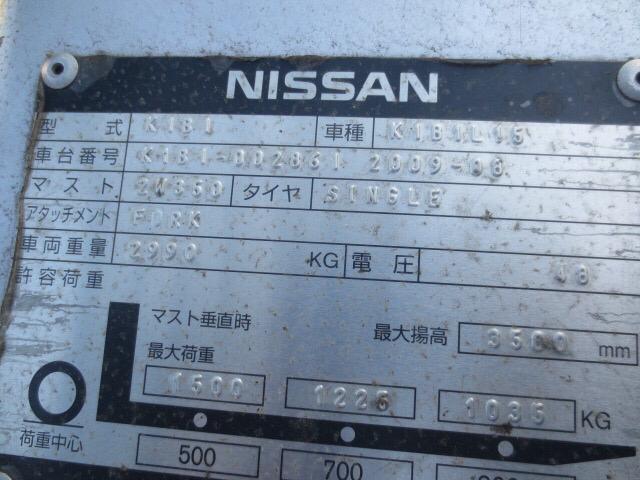 NISSAN
型 式 K1B1 車種 K1B1L15
車台番号 K1B1-002861 2009-08
マスト 2W350 タイヤ SINGLE
アタッチメント FORK
車両重量 2990 KG 電圧 48
許容荷重
マスト垂直時 最大揚高 3500 mm
最大荷重
1500 1225 1035 KG
荷重中心
500 700